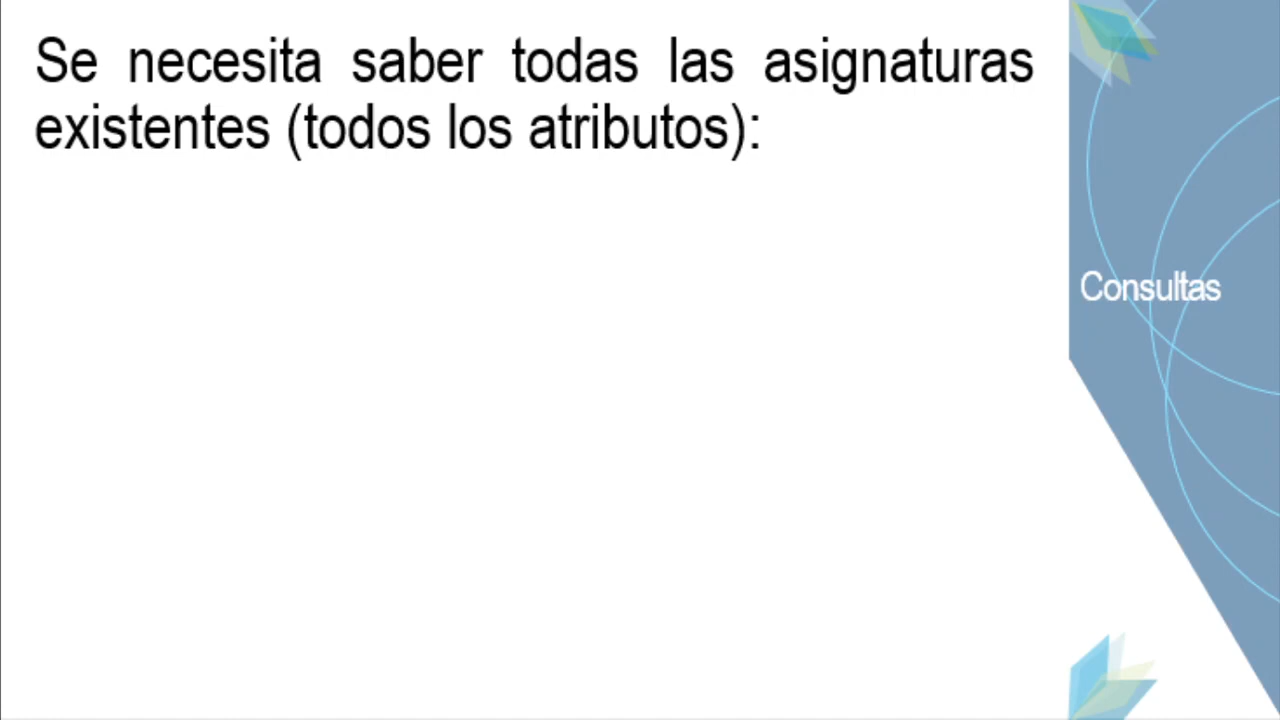 Se necesita saber todas las asignaturas
existentes (todos los atributos):
Consultas